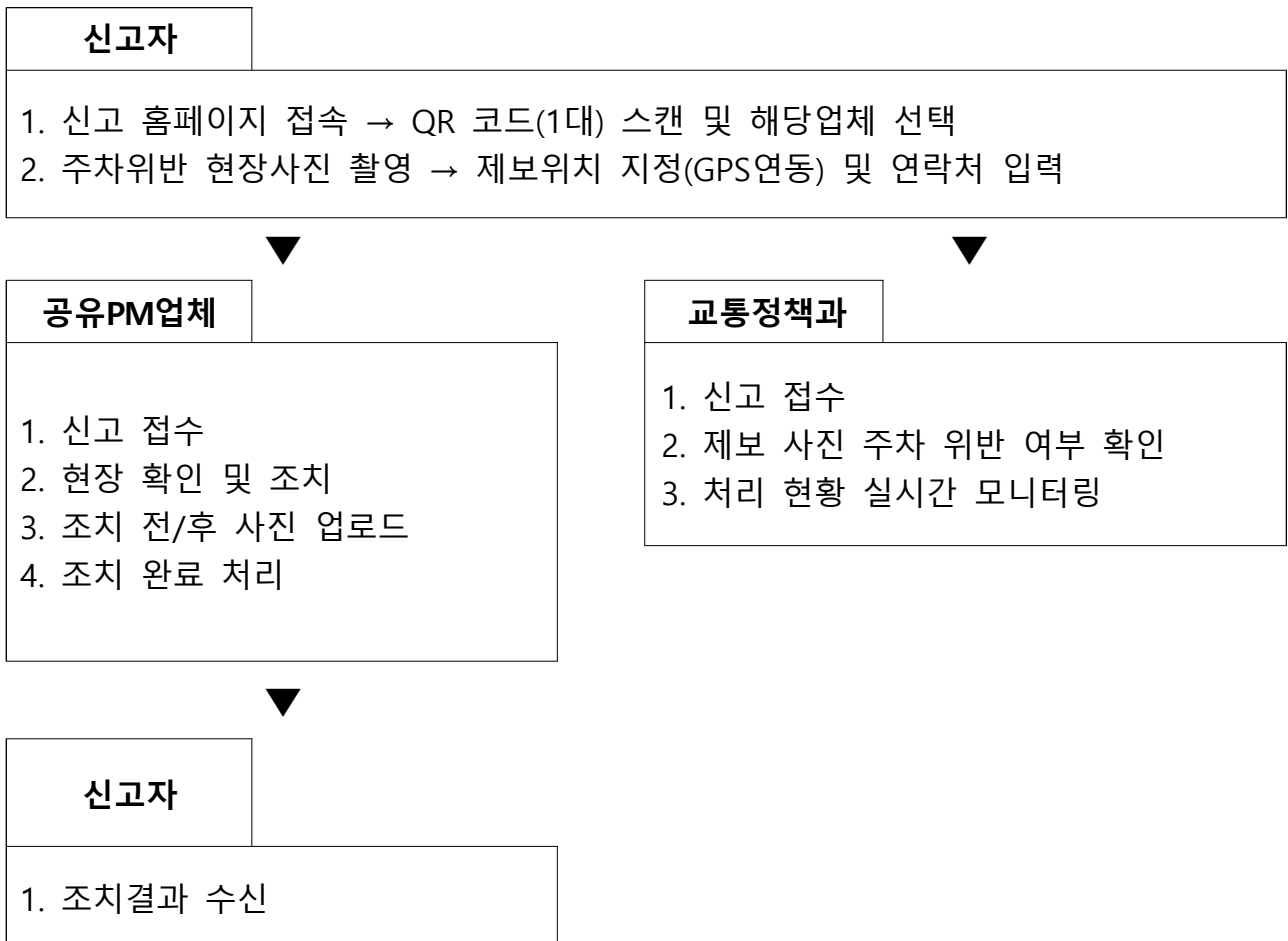 신고자
1. 신고 홈페이지 접속 → QR 코드(1대) 스캔 및 해당업체 선택
2. 주차위반 현장사진 촬영 → 제보위치 지정(GPS연동) 및 연락처 입력
▼
▼
공유PM업체
1. 신고 접수
2. 현장 확인 및 조치
3. 조치 전/후 사진 업로드
4. 조치 완료 처리
교통정책과
1. 신고 접수
2. 제보 사진 주차 위반 여부 확인
3. 처리 현황 실시간 모니터링
▼
신고자
1. 조치결과 수신